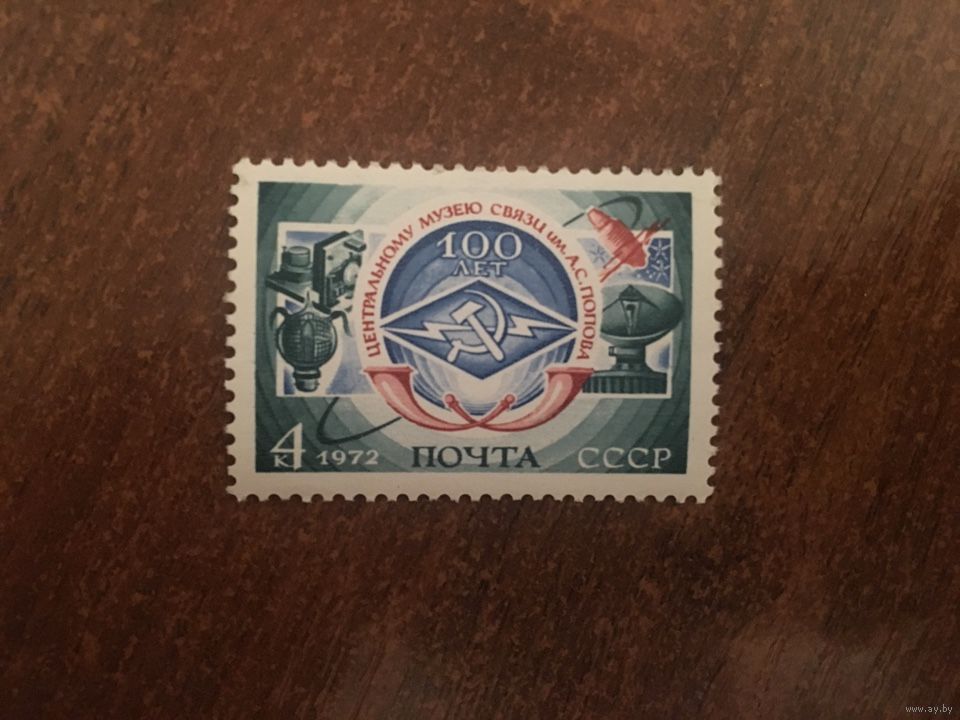 ЦЕНТРАЛЬНОМУ МУЗЕЮ СВЯЗИ ИМ. А.С. ПОПОВА
100
ЛЕТ
4 К 1972 ПОЧТА СССР
www.ay.by